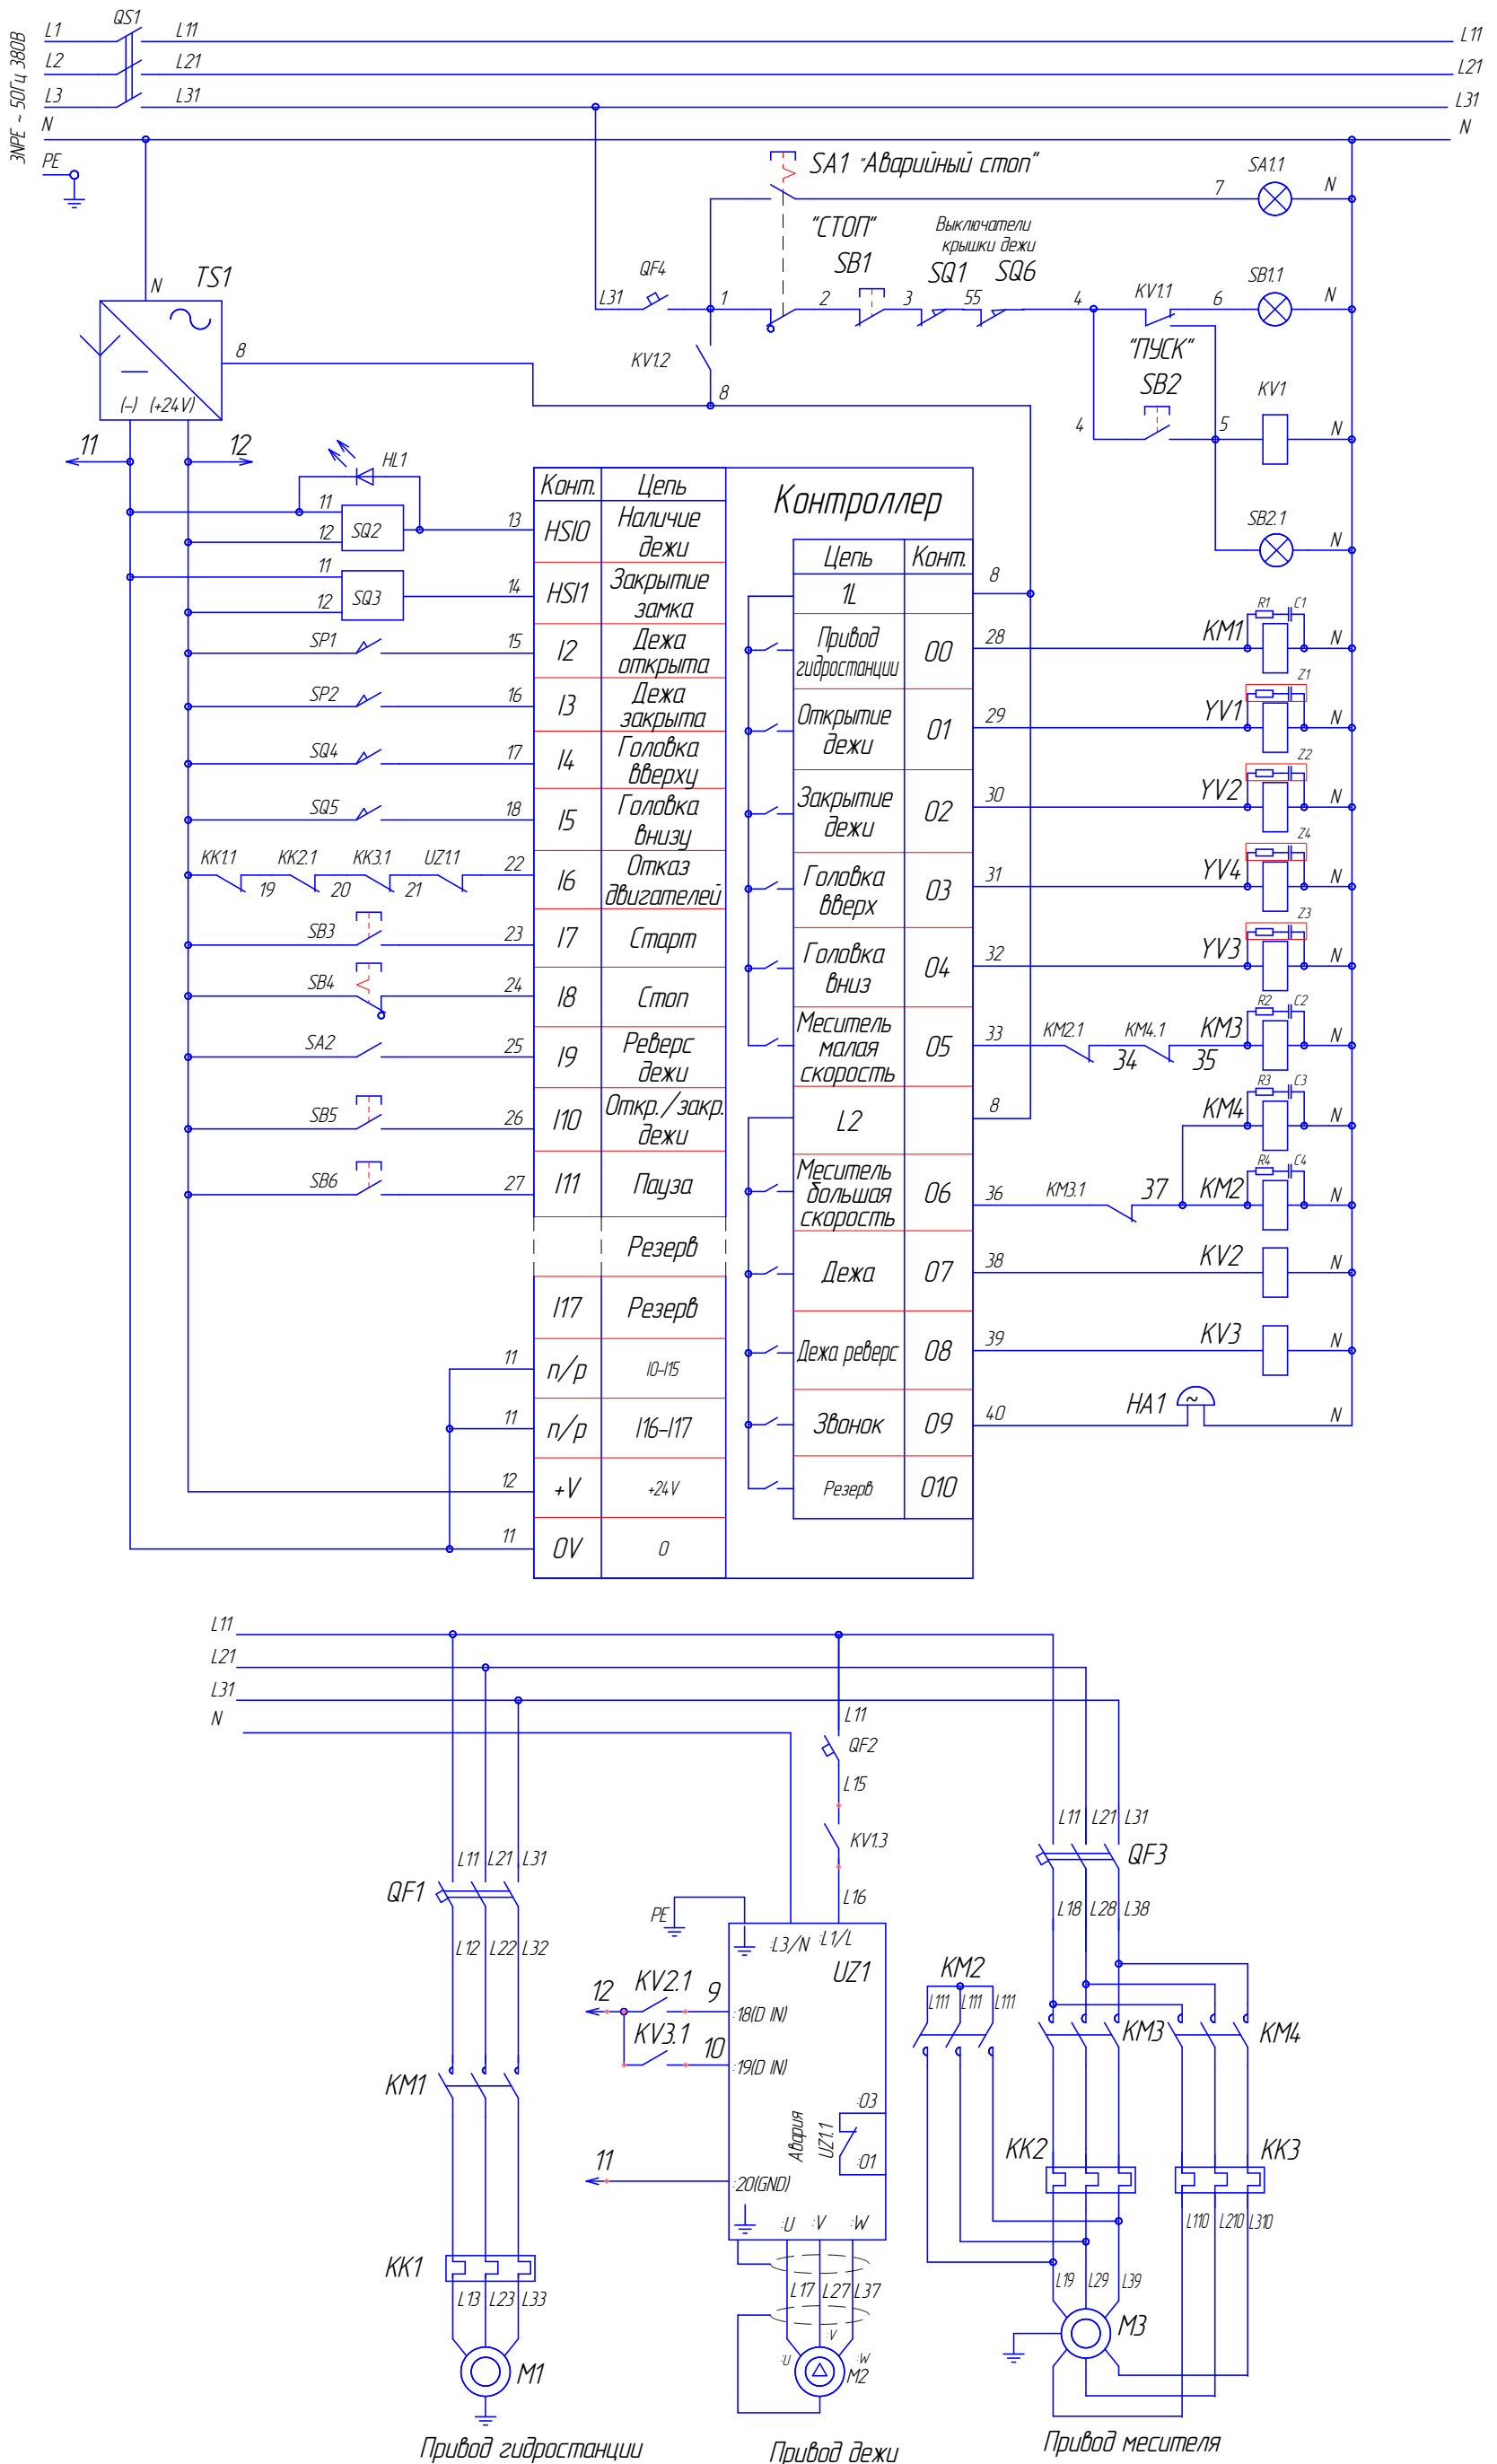 3NPE ~ 50Гц 380В
L1 QS1 L11 L11
L2 L21 L21
L3 L31 L31
N N
PE
SA1 "Аварийный стоп"
7 SA1.1 N
"СТОП"
SB1
Выключатели
крышки дежи
SQ1 SQ6
L31 QF4 1 2 3 55 4 KV1.1 6 SB1.1 N
N TS1
8
(-) (+24V)
KV1.2
8
"ПУСК"
SB2
4 5 KV1 N
SB2.1 N
11 12
HL1
11
12 SQ2 13
11
12 SQ3 14
SP1 15
SP2 16
SQ4 17
SQ5 18
KK1.1 19 KK2.1 20 KK3.1 21 UZ1.1 22
SB3 23
SB4 24
SA2 25
SB5 26
SB6 27
11
11
12
11
Конт. Цепь
HSI0 Наличие
дежи
HSI1 Закрытие
замка
I2 Дежа
открыта
I3 Дежа
закрыта
I4 Головка
вверху
I5 Головка
внизу
I6 Отказ
двигателей
I7 Старт
I8 Стоп
I9 Реверс
дежи
I10 Откр./закр.
дежи
I11 Пауза
Резерв
I17 Резерв
п/р I0-I15
п/р I16-I17
+V +24V
0V 0
Контроллер
Цепь Конт.
1L 8
Привод
гидростанции O0 28 KM1 R1 C1 N
Открытие
дежи O1 29 YV1 Z1 N
Закрытие
дежи O2 30 YV2 Z2 N
Головка
вверх O3 31 YV4 Z4 N
Головка
вниз O4 32 YV3 Z3 N
Меситель
малая
скорость O5 33 KM2.1 34 KM4.1 35 KM3 R2 C2 N
L2 8 KM4 R3 C3 N
Меситель
большая
скорость O6 36 KM3.1 37 KM2 R4 C4 N
Дежа O7 38 KV2 N
Дежа реверс O8 39 KV3 N
Звонок O9 40 HA1 ~ N
Резерв O10
L11
L21
L31
N
L11
QF2
L15
KV1.3
L16
L11 L21 L31
QF1
L12 L22 L32
KM1
KK1
L13 L23 L33
M1
Привод гидростанции
PE
:L3/N :L1/L
UZ1
12 KV2.1 9 :18(D IN)
KV3.1 10 :19(D IN)
:03
Авария
UZ1.1
:01
11 :20(GND)
:U :V :W
L17 L27 L37
:V
:U :W
M2
Привод дежи
L11 L21 L31
QF3
L18 L28 L38
KM2
L111 L111 L111
KM3 KM4
KK2 KK3
L110 L210 L310
L19 L29 L39
M3
Привод месителя